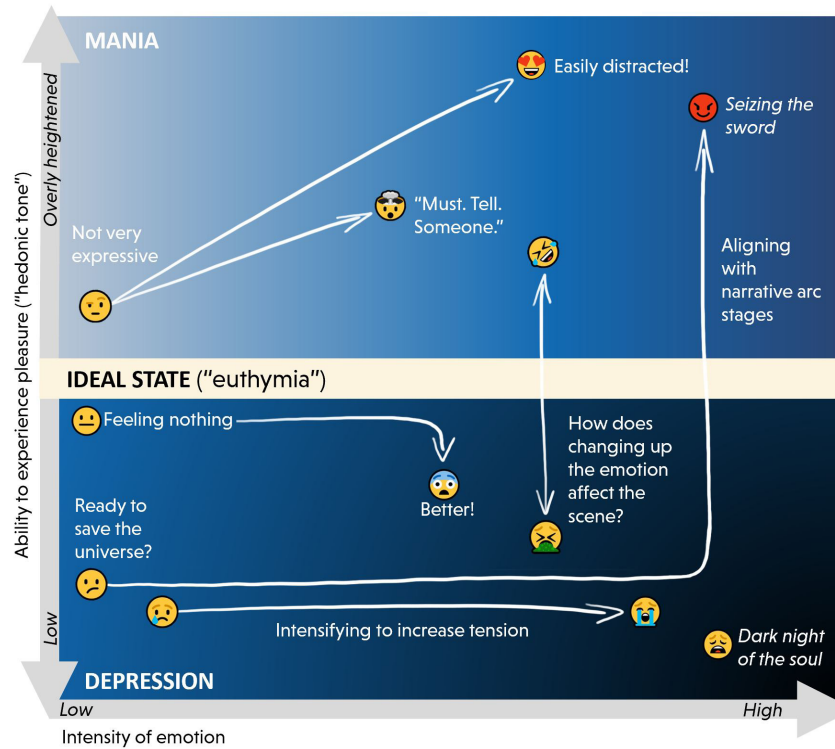 MANIA
Easily distracted!
Seizing the
sword
Overly heightened
"Must. Tell.
Someone."
Not very
expressive
Aligning
with
narrative arc
stages
Ability to experience pleasure ("hedonic tone")
IDEAL STATE ("euthymia")
Feeling nothing
How does
changing up
the emotion
affect the
scene?
Better!
Ready to
save the
universe?
Low
Intensifying to increase tension
Dark night
of the soul
DEPRESSION
Low
High
Intensity of emotion